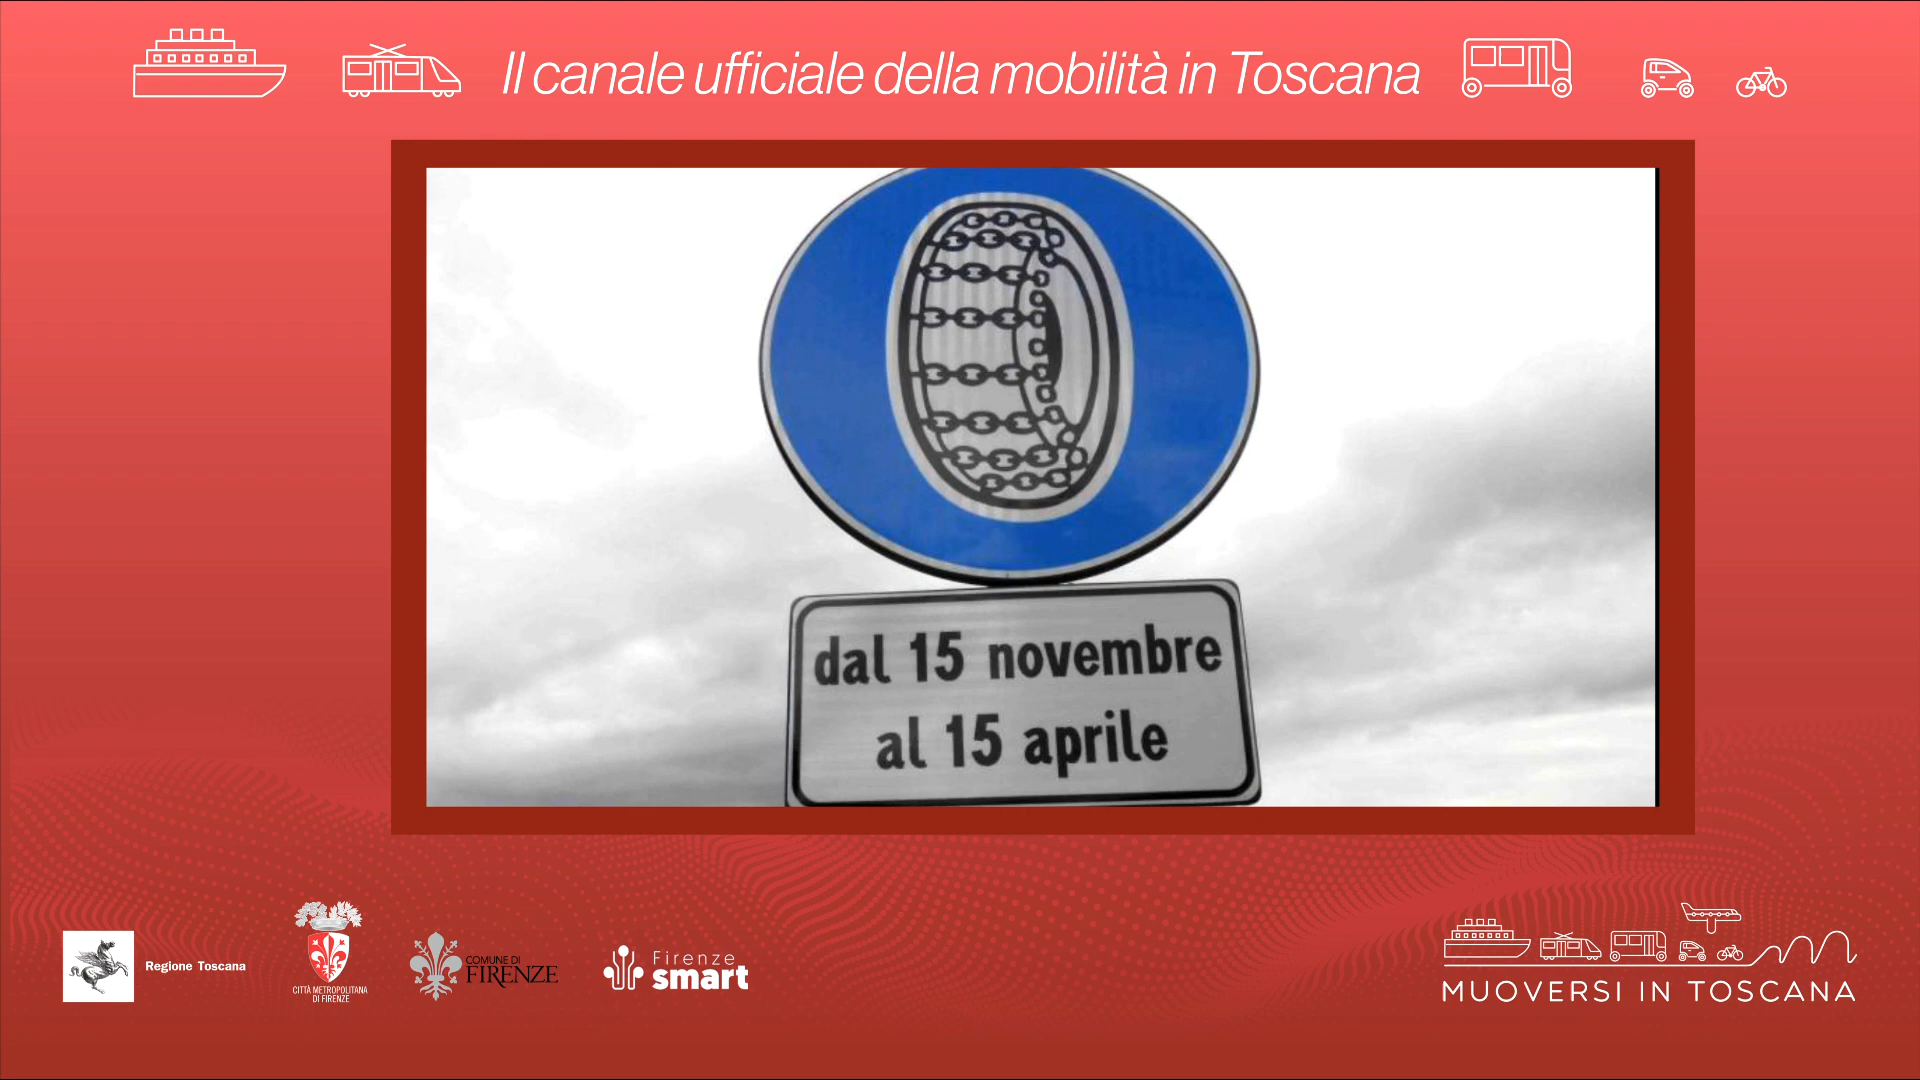 Il canale ufficiale della mobilità in Toscana
dal 15 novembre
al 15 aprile
Regione Toscana
CITTÀ METROPOLITANA
DI FIRENZE
COMUNE DI
FIRENZE
Firenze
smart
MUOVERSI IN TOSCANA